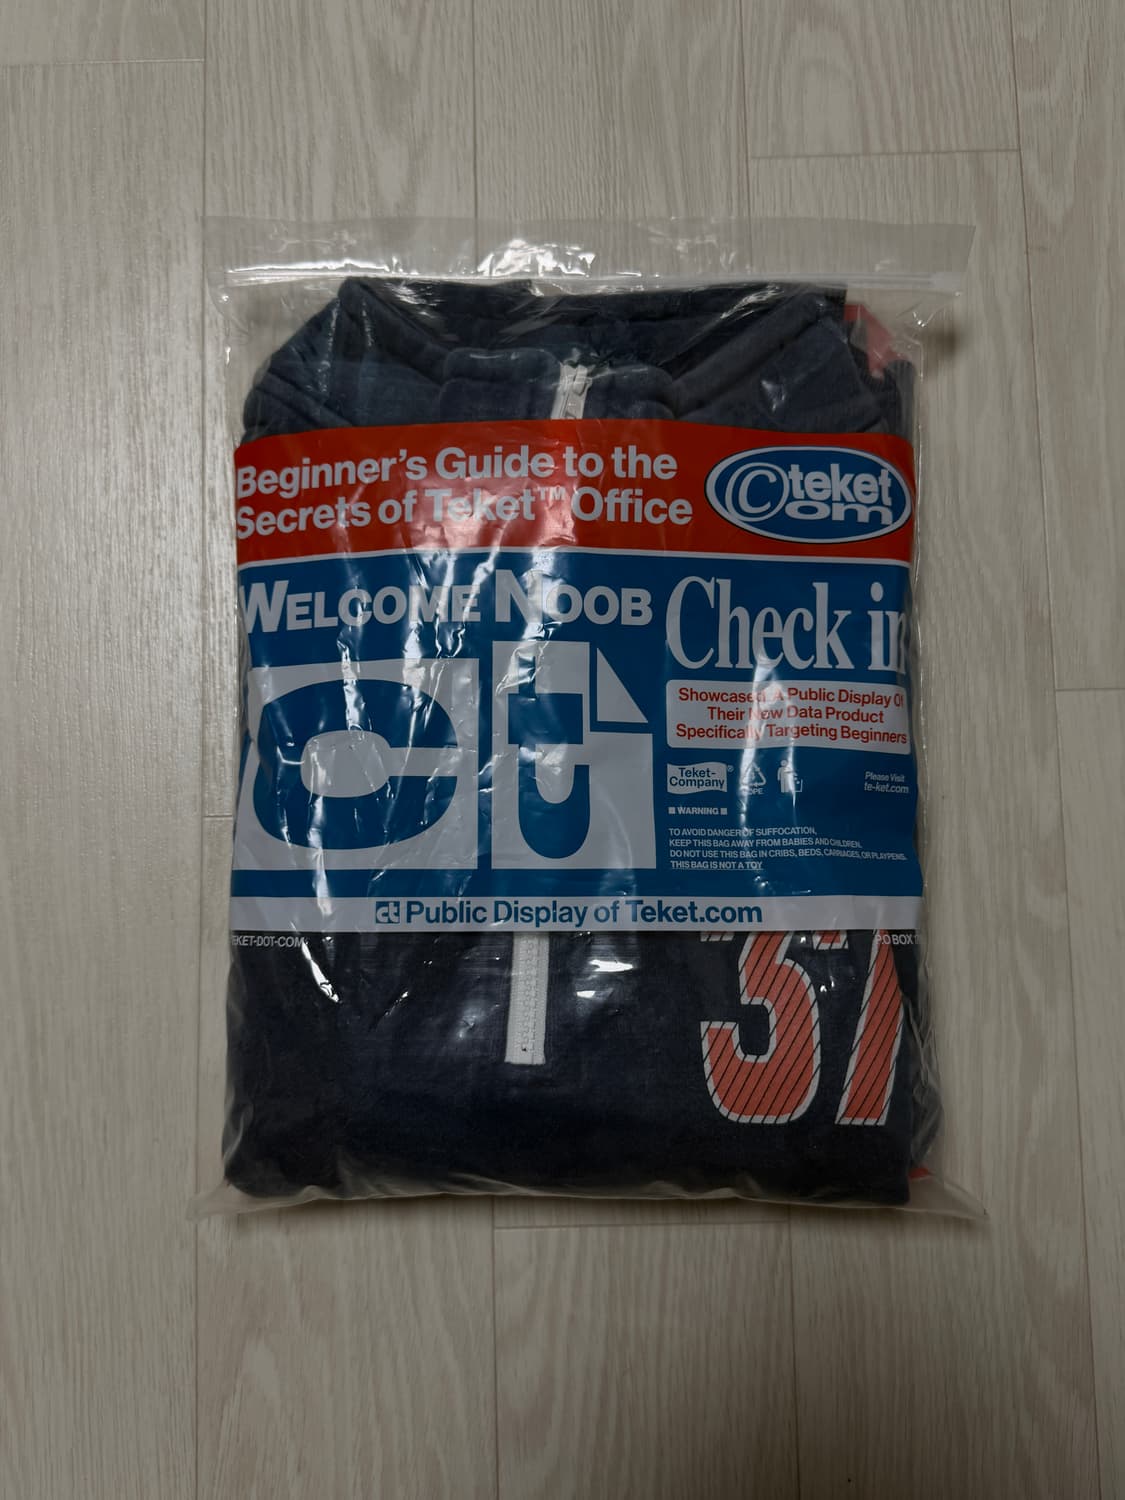 Beginner's Guide to the
Secrets of Teket™ Office
©teket
om
WELCOME NOOB
Check in
Showcased A Public Display Of
Their New Data Product
Specifically Targeting Beginners
ct
Teket-
Company®
Please Visit
te-ket.com
WARNING
TO AVOID DANGER OF SUFFOCATION,
KEEP THIS BAG AWAY FROM BABIES AND CHILDREN.
DO NOT USE THIS BAG IN CRIBS, BEDS, CARRIAGES, OR PLAYPENS.
THIS BAG IS NOT A TOY
ct Public Display of Teket.com
EKET-DOT-COM
P.O BOX
37